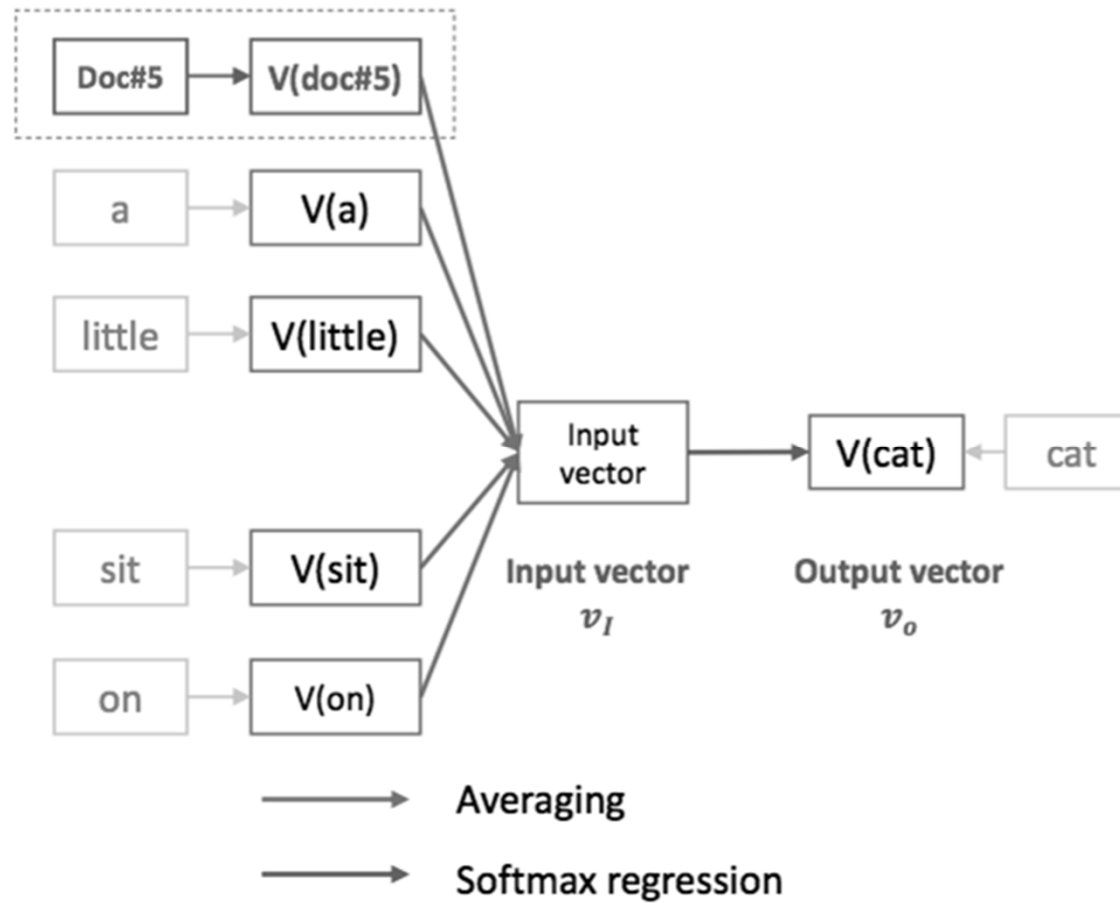 Doc#5
V(doc#5)
a
V(a)
little
V(little)
Input
vector
V(cat)
cat
sit
V(sit)
Input vector
v_I
Output vector
v_o
on
V(on)
Averaging
Softmax regression